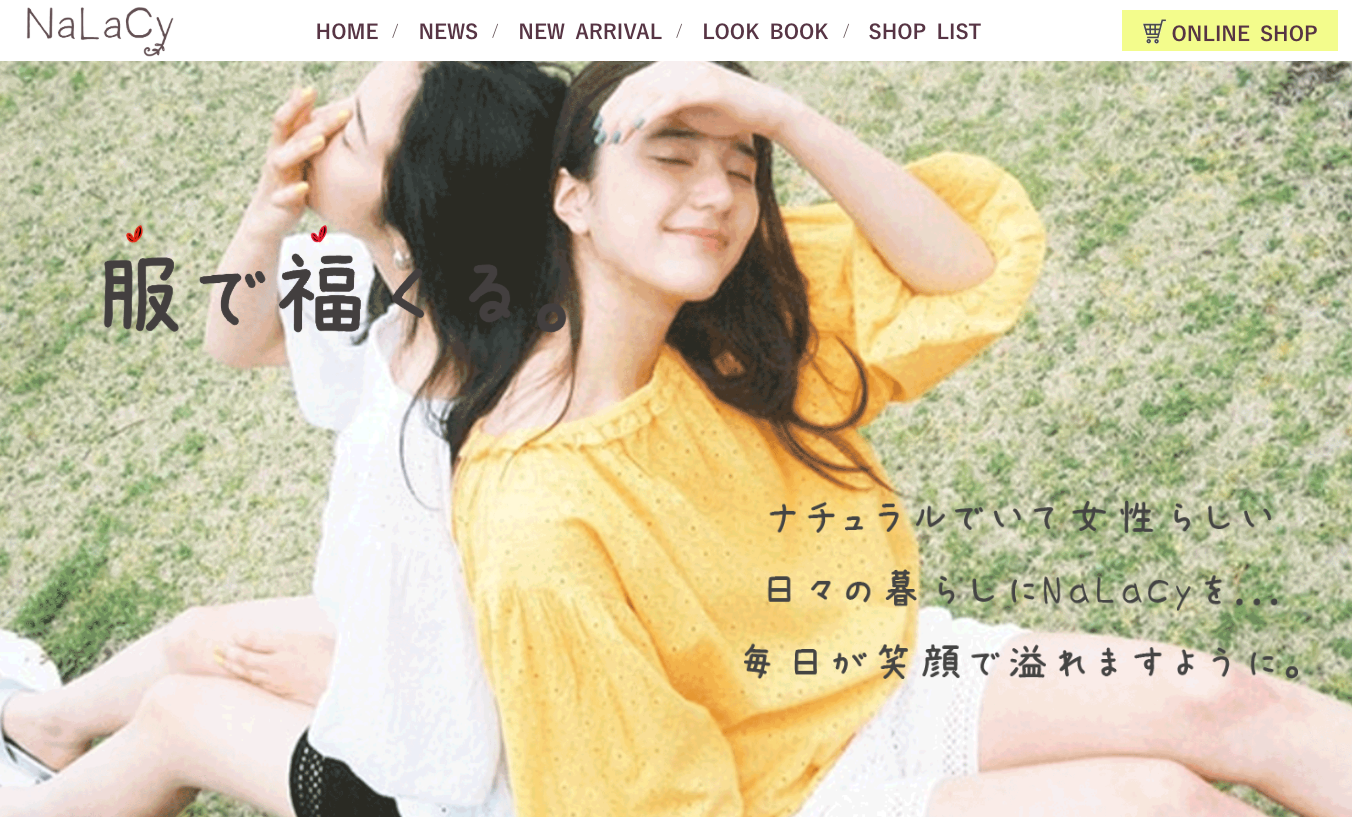 NaLaCy
HOME / NEWS / NEW ARRIVAL / LOOK BOOK / SHOP LIST
ONLINE SHOP
服で福くる。
ナチュラルでいて女性らしい
日々の暮らしにNaLaCyを...
毎日が笑顔で溢れますように。